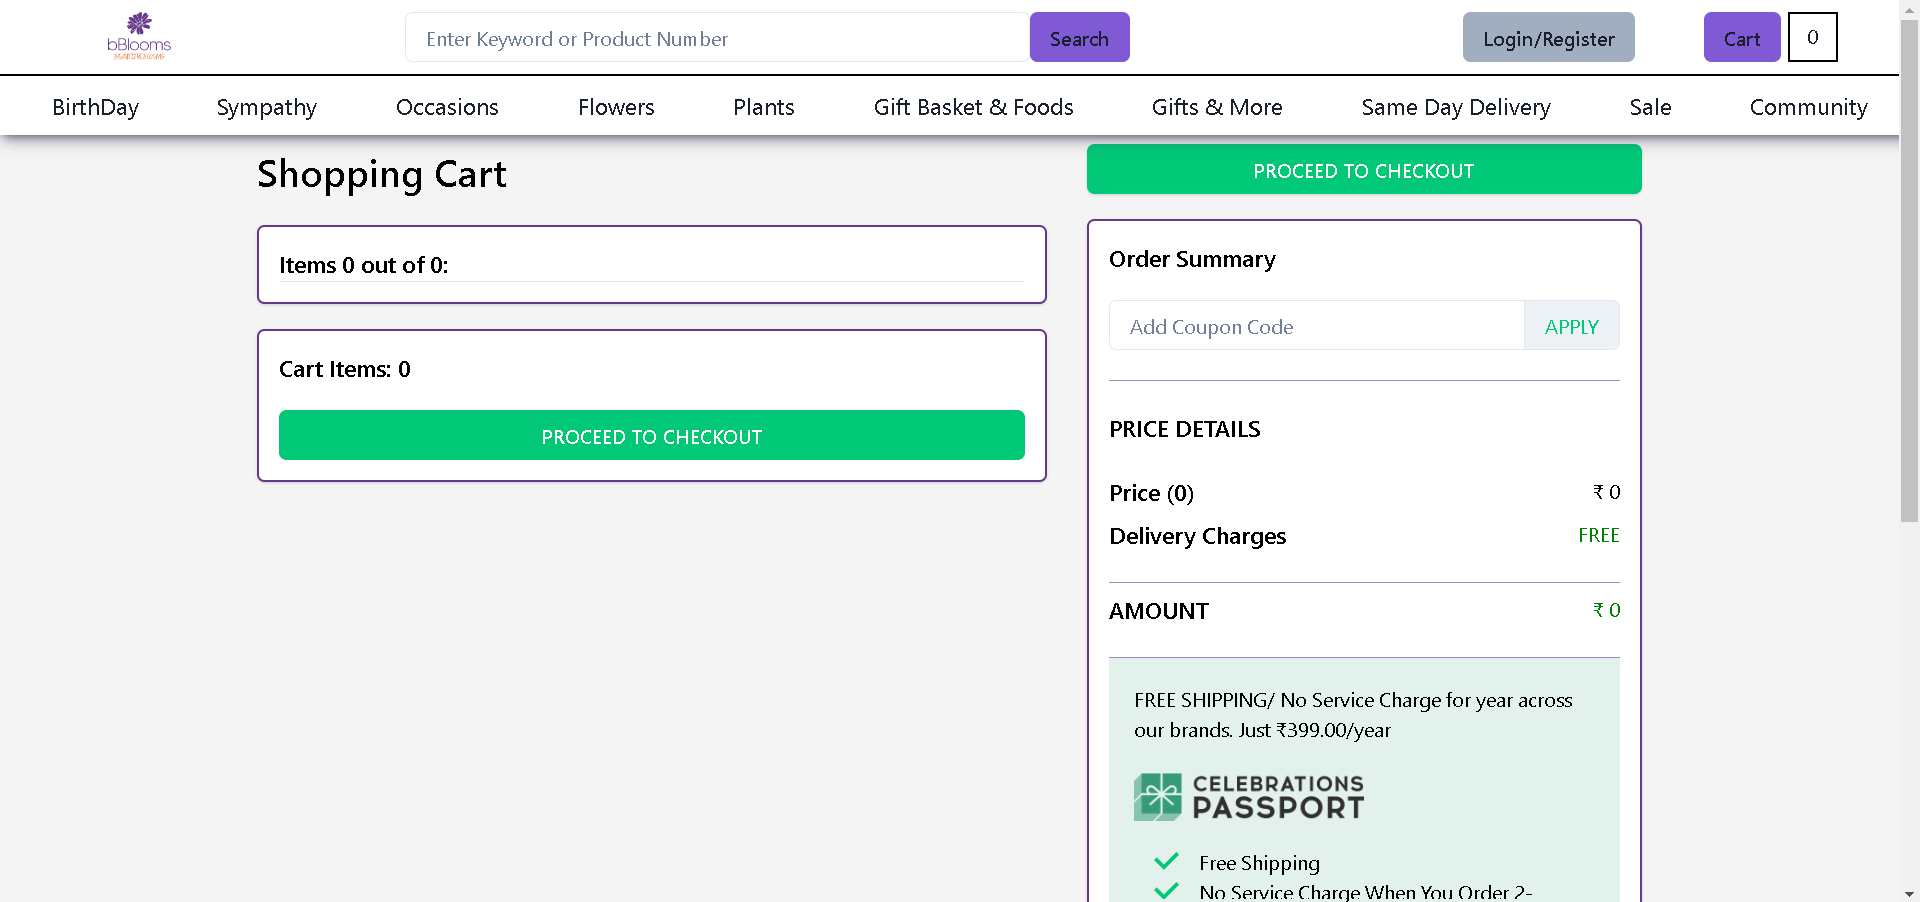 bBlooms
Enter Keyword or Product Number
Search
Login/Register
Cart
0
BirthDay
Sympathy
Occasions
Flowers
Plants
Gift Basket & Foods
Gifts & More
Same Day Delivery
Sale
Community
Shopping Cart
Items 0 out of 0:
Cart Items: 0
PROCEED TO CHECKOUT
PROCEED TO CHECKOUT
Order Summary
Add Coupon Code
APPLY
PRICE DETAILS
Price (0)
₹ 0
Delivery Charges
FREE
AMOUNT
₹ 0
FREE SHIPPING/ No Service Charge for year across
our brands. Just ₹399.00/year
CELEBRATIONS
PASSPORT
Free Shipping
No Service Charge When You Order 2-